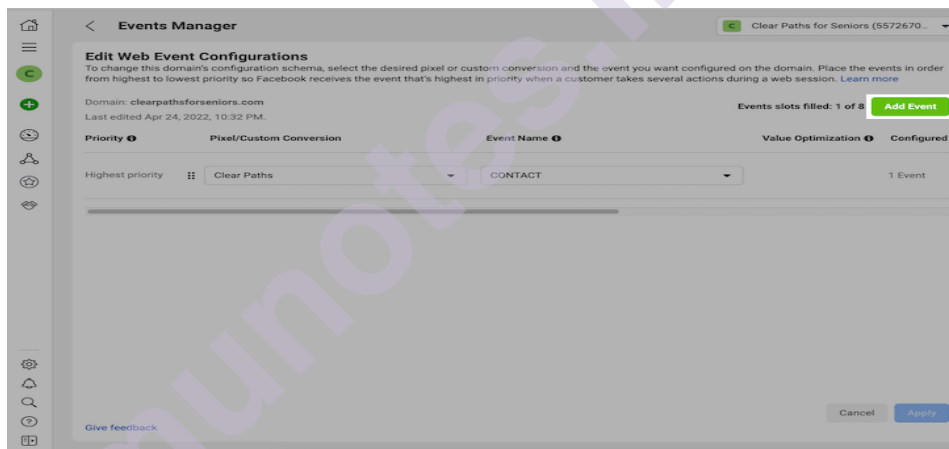 Events Manager
C Clear Paths for Seniors (5572670...
Edit Web Event Configurations
To change this domain's configuration schema, select the desired pixel or custom conversion and the event you want configured on the domain. Place the events in order
from highest to lowest priority so Facebook receives the event that's highest in priority when a customer takes several actions during a web session. Learn more
C
Domain: clearpathsforseniors.com
Events slots filled: 1 of 8 Add Event
Last edited Apr 24, 2022, 10:32 PM.
Priority Pixel/Custom Conversion Event Name Value Optimization Configured
Highest priority Clear Paths CONTACT 1 Event
Cancel Apply
Give feedback
munotes.in